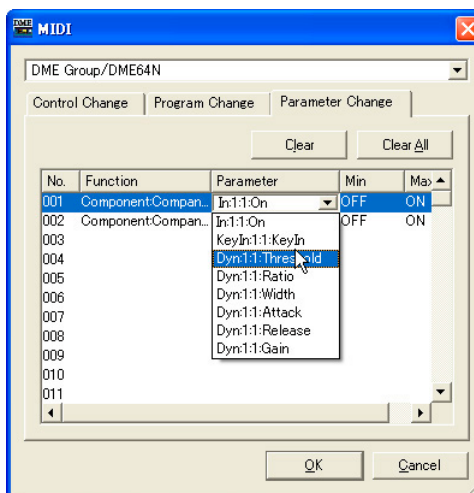 DME MIDI
DME Group/DME64N
Control Change Program Change Parameter Change
Clear Clear All
No. Function Parameter Min Max
001 Component:Compan... In:1:1:On OFF ON
002 Component:Compan... In:1:1:On OFF ON
003 KeyIn:1:1:KeyIn
004 Dyn:1:1:Threshold
005 Dyn:1:1:Ratio
006 Dyn:1:1:Width
007 Dyn:1:1:Attack
008 Dyn:1:1:Release
009 Dyn:1:1:Gain
010
011
OK Cancel